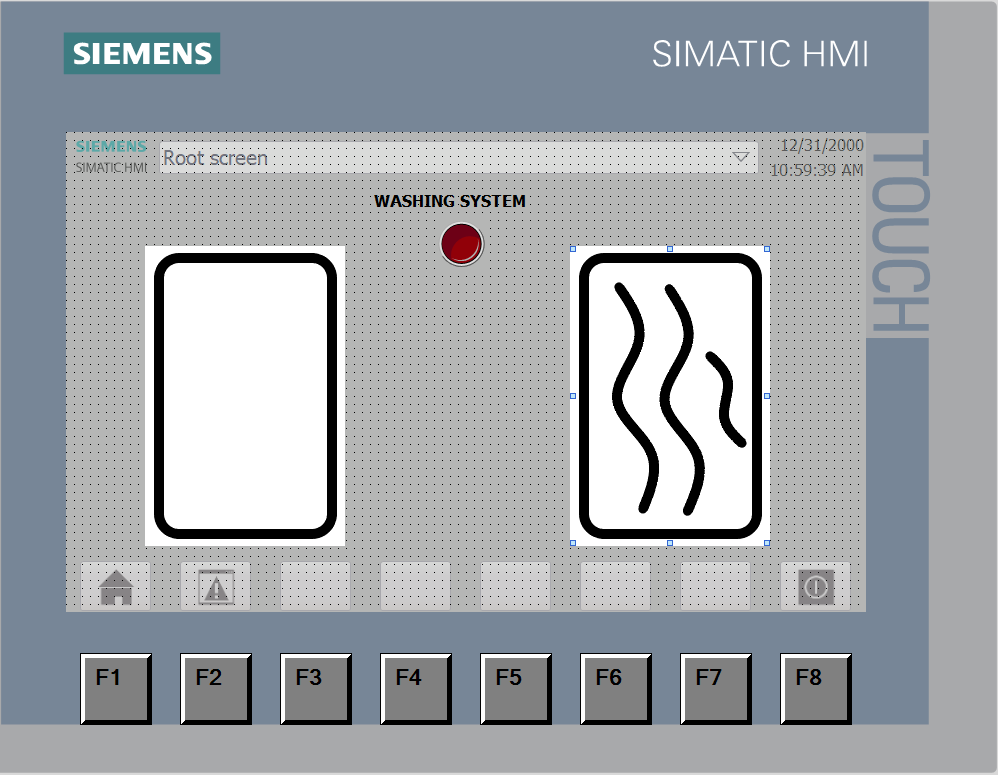 SIEMENS
SIMATIC HMI
SIEMENS
SIMATIC HMI
Root screen
12/31/2000
10:59:39 AM
TOUCH
WASHING SYSTEM
F1
F2
F3
F4
F5
F6
F7
F8